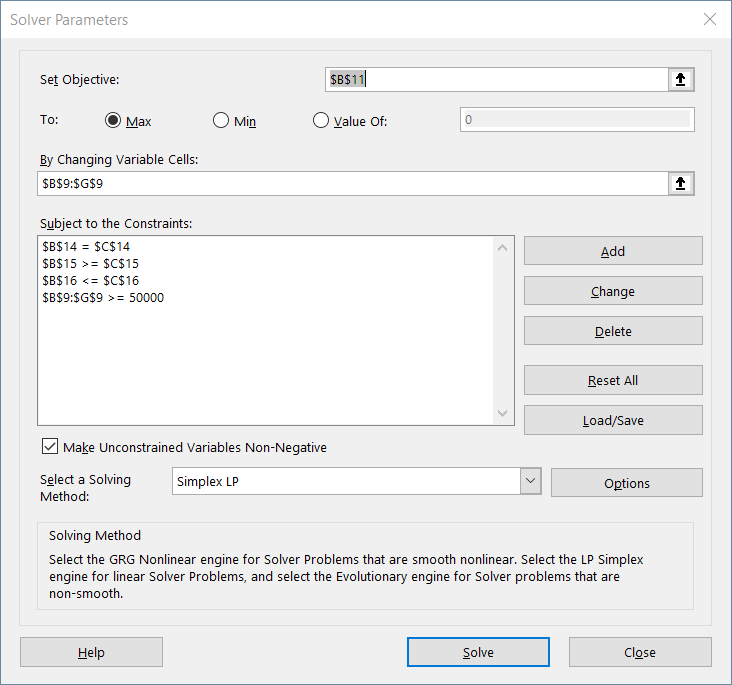 Solver Parameters
Set Objective:
$B$11
To:
Max
Min
Value Of:
0
By Changing Variable Cells:
$B$9:$G$9
Subject to the Constraints:
$B$14 = $C$14
$B$15 >= $C$15
$B$16 <= $C$16
$B$9:$G$9 >= 50000
Add
Change
Delete
Reset All
Load/Save
Make Unconstrained Variables Non-Negative
Select a Solving
Method:
Simplex LP
Options
Solving Method
Select the GRG Nonlinear engine for Solver Problems that are smooth nonlinear. Select the LP Simplex
engine for linear Solver Problems, and select the Evolutionary engine for Solver problems that are
non-smooth.
Help
Solve
Close